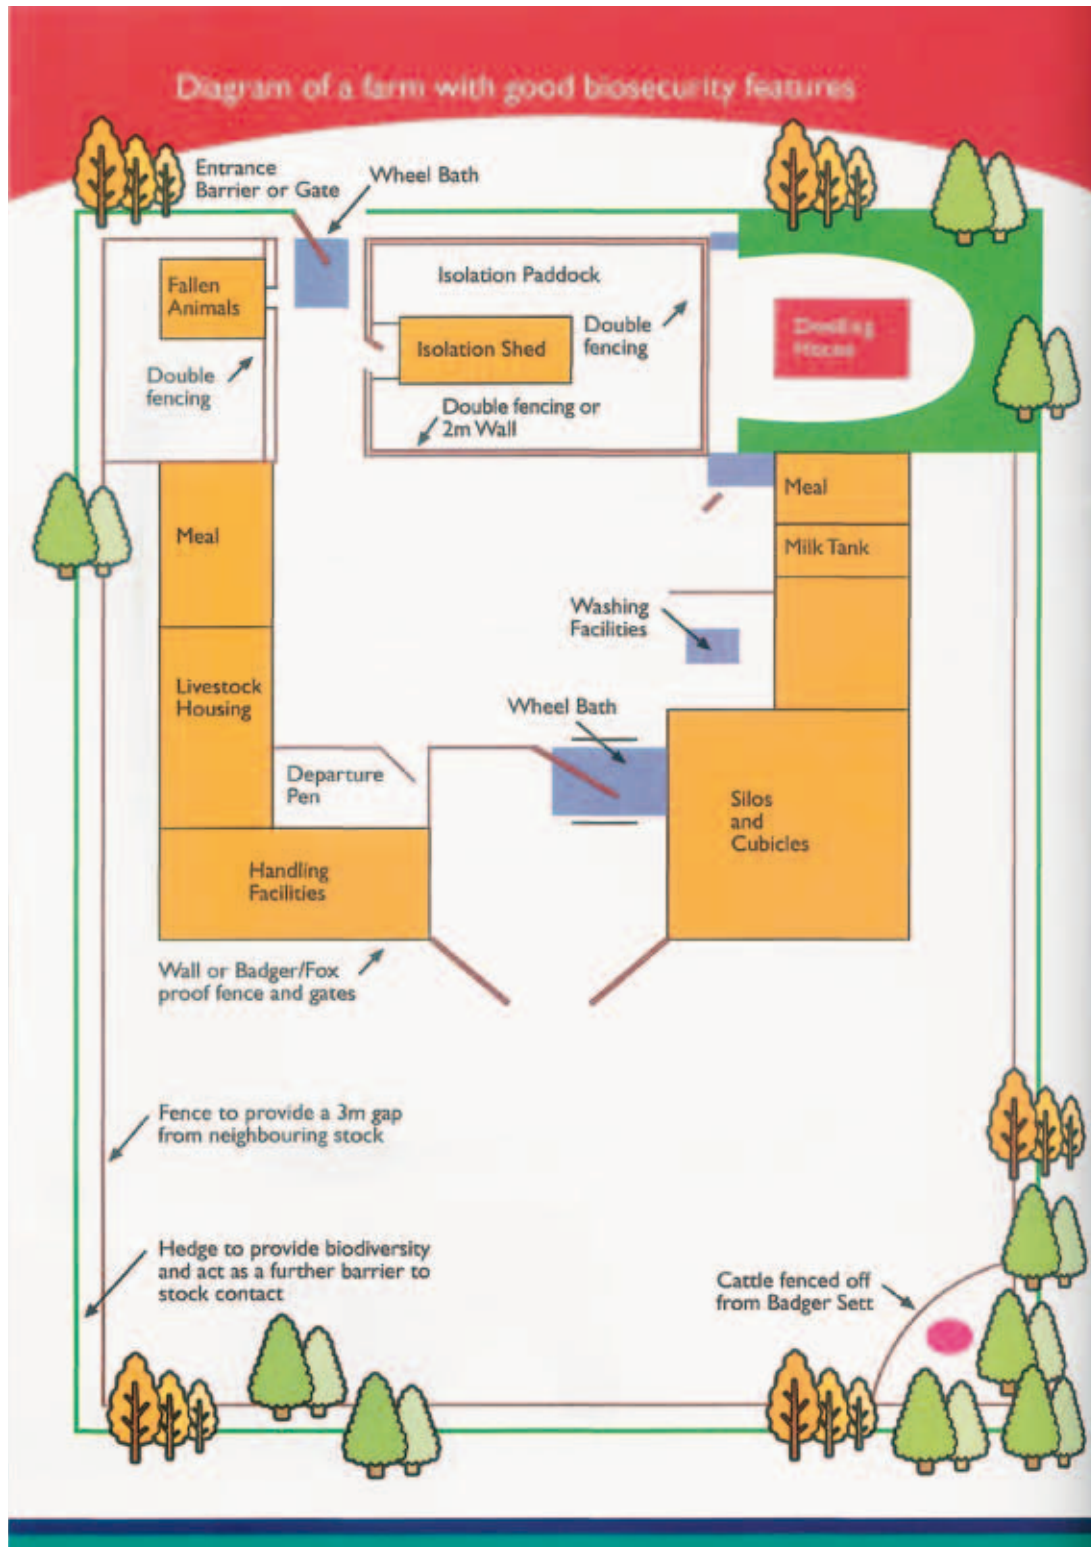 Diagram of a farm with good biosecurity features
Entrance
Barrier or Gate
Wheel Bath
Fallen
Animals
Isolation Paddock
Isolation Shed
Double
fencing
Double
fencing
Double fencing or
2m Wall
House
Meal
Meal
Milk Tank
Washing
Facilities
Livestock
Housing
Wheel Bath
Departure
Pen
Silos
and
Cubicles
Handling
Facilities
Wall or Badger/Fox
proof fence and gates
Fence to provide a 3m gap
from neighbouring stock
Hedge to provide biodiversity
and act as a further barrier to
stock contact
Cattle fenced off
from Badger Sett